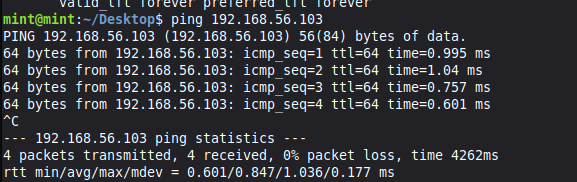 valid_lft forever preferred_lft forever
mint@mint:~/Desktop$ ping 192.168.56.103
PING 192.168.56.103 (192.168.56.103) 56(84) bytes of data.
64 bytes from 192.168.56.103: icmp_seq=1 ttl=64 time=0.995 ms
64 bytes from 192.168.56.103: icmp_seq=2 ttl=64 time=1.04 ms
64 bytes from 192.168.56.103: icmp_seq=3 ttl=64 time=0.757 ms
64 bytes from 192.168.56.103: icmp_seq=4 ttl=64 time=0.601 ms
^C
--- 192.168.56.103 ping statistics ---
4 packets transmitted, 4 received, 0% packet loss, time 4262ms
rtt min/avg/max/mdev = 0.601/0.847/1.036/0.177 ms